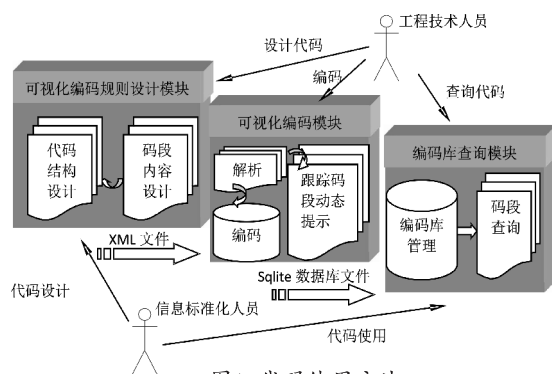 工程技术人员
设计代码
编码
查询代码
可视化编码规则设计模块
可视化编码模块
编码库查询模块
代码
结构
设计
码段
内容
设计
解析
编码
跟踪码
段动态
提示
编码库
管理
码段
查询
XML 文件
Sqlite 数据库文件
代码设计
信息标准化人员
代码使用